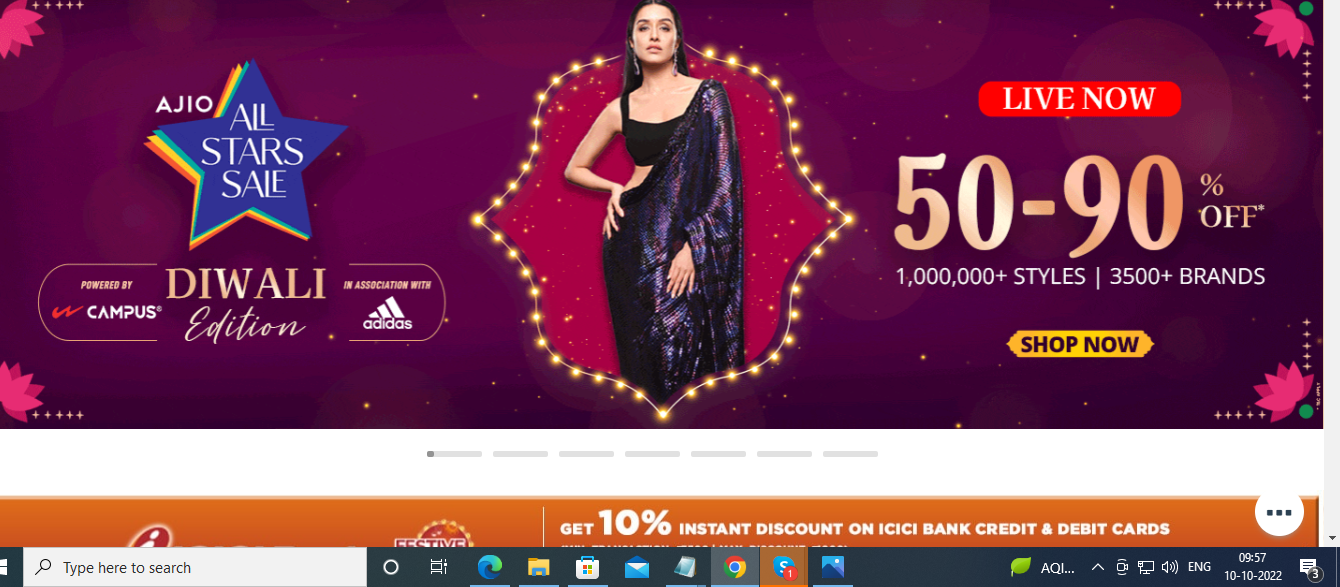 AJIO
ALL
STARS
SALE
POWERED BY
CAMPUS®
DIWALI
Edition
IN ASSOCIATION WITH
adidas
LIVE NOW
50-90
%
OFF*
1,000,000+ STYLES | 3500+ BRANDS
SHOP NOW
GET 10% INSTANT DISCOUNT ON ICICI BANK CREDIT & DEBIT CARDS
FESTIVE
Type here to search
1
AQI...
ENG
09:57
10-10-2022
3